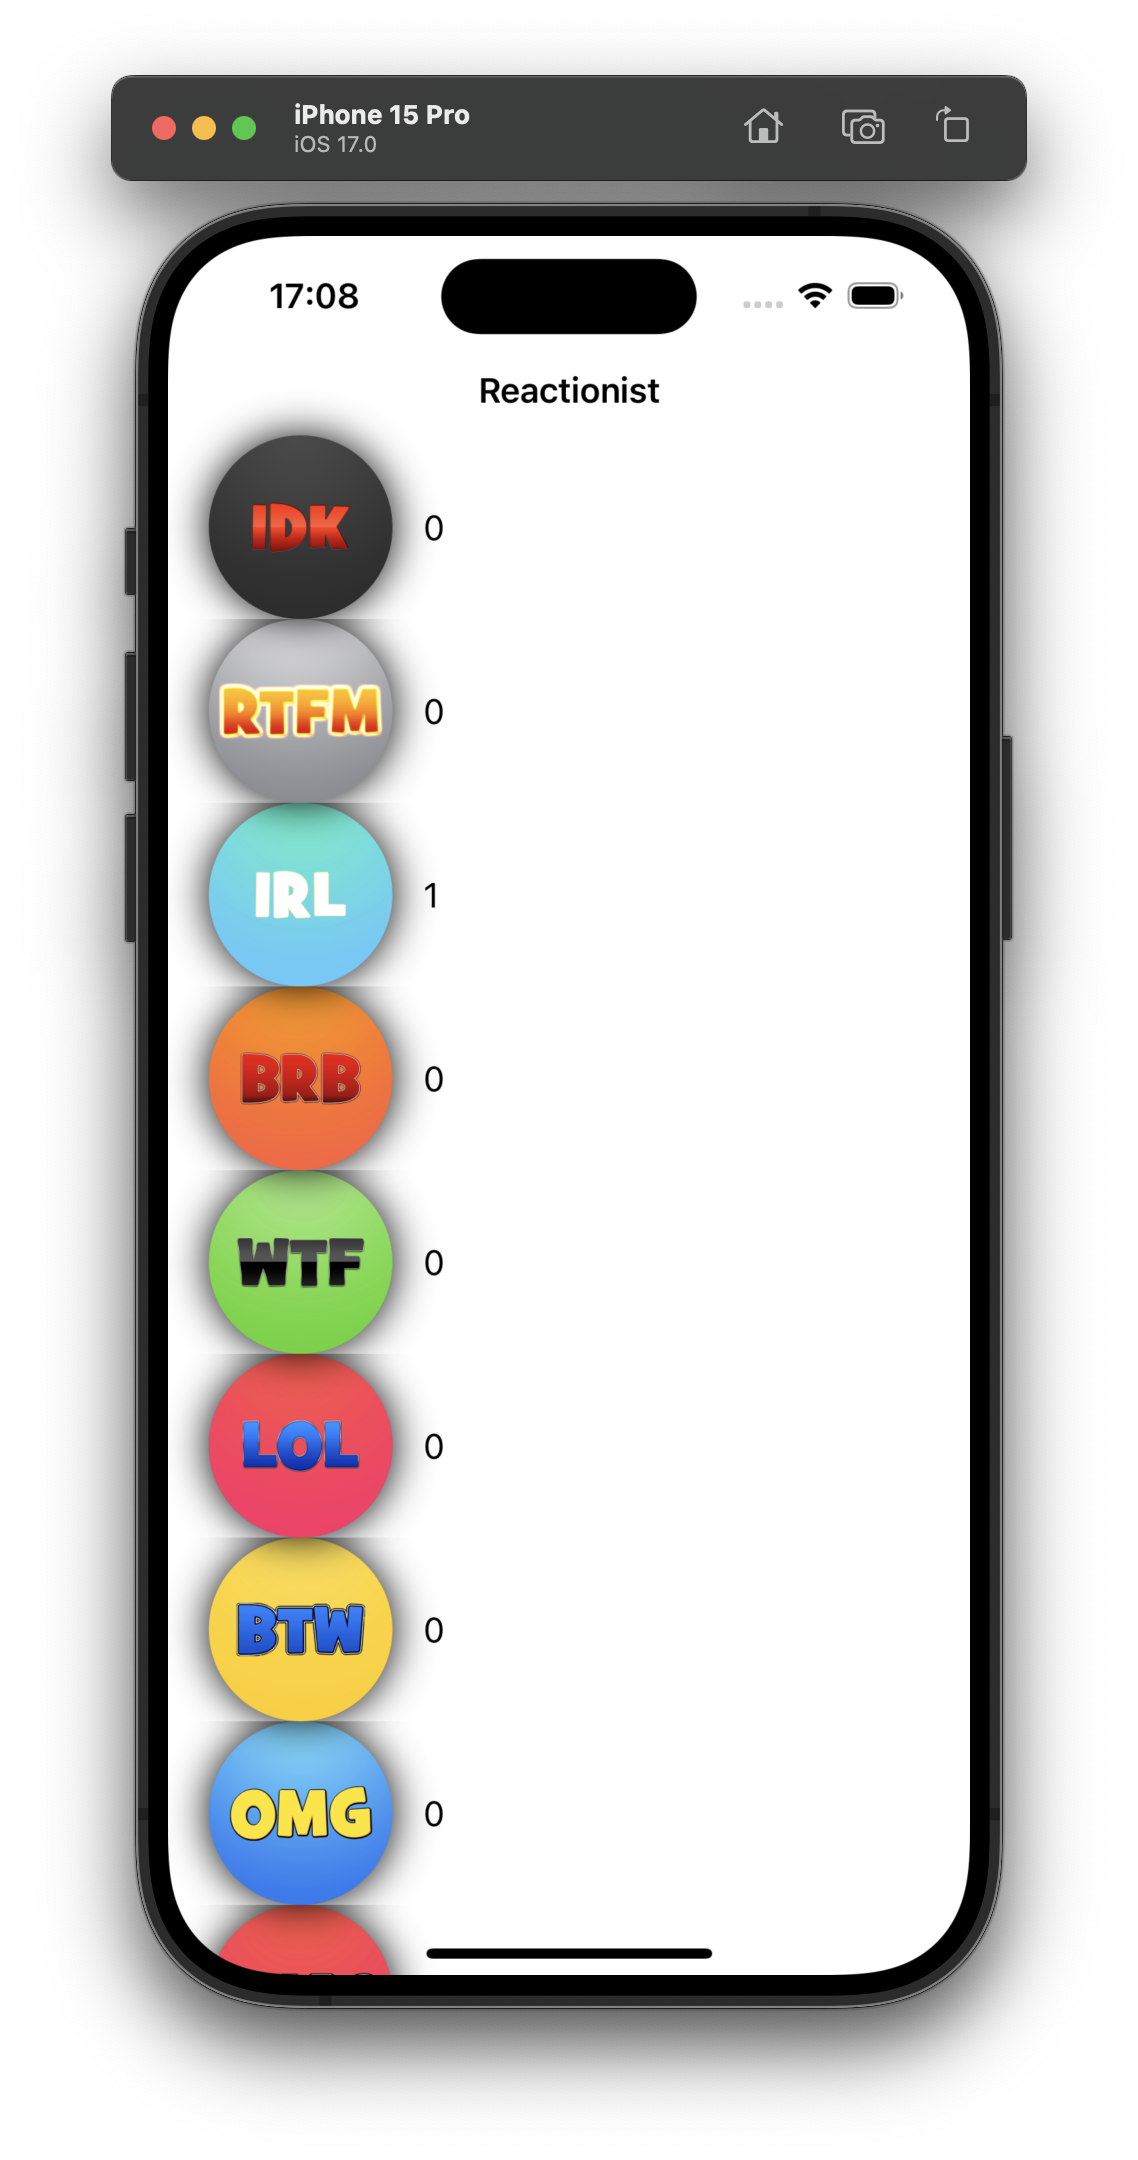 iPhone 15 Pro
iOS 17.0
17:08
Reactionist
IDK
0
RTFM
0
IRL
1
BRB
0
WTF
0
LOL
0
BTW
0
OMG
0